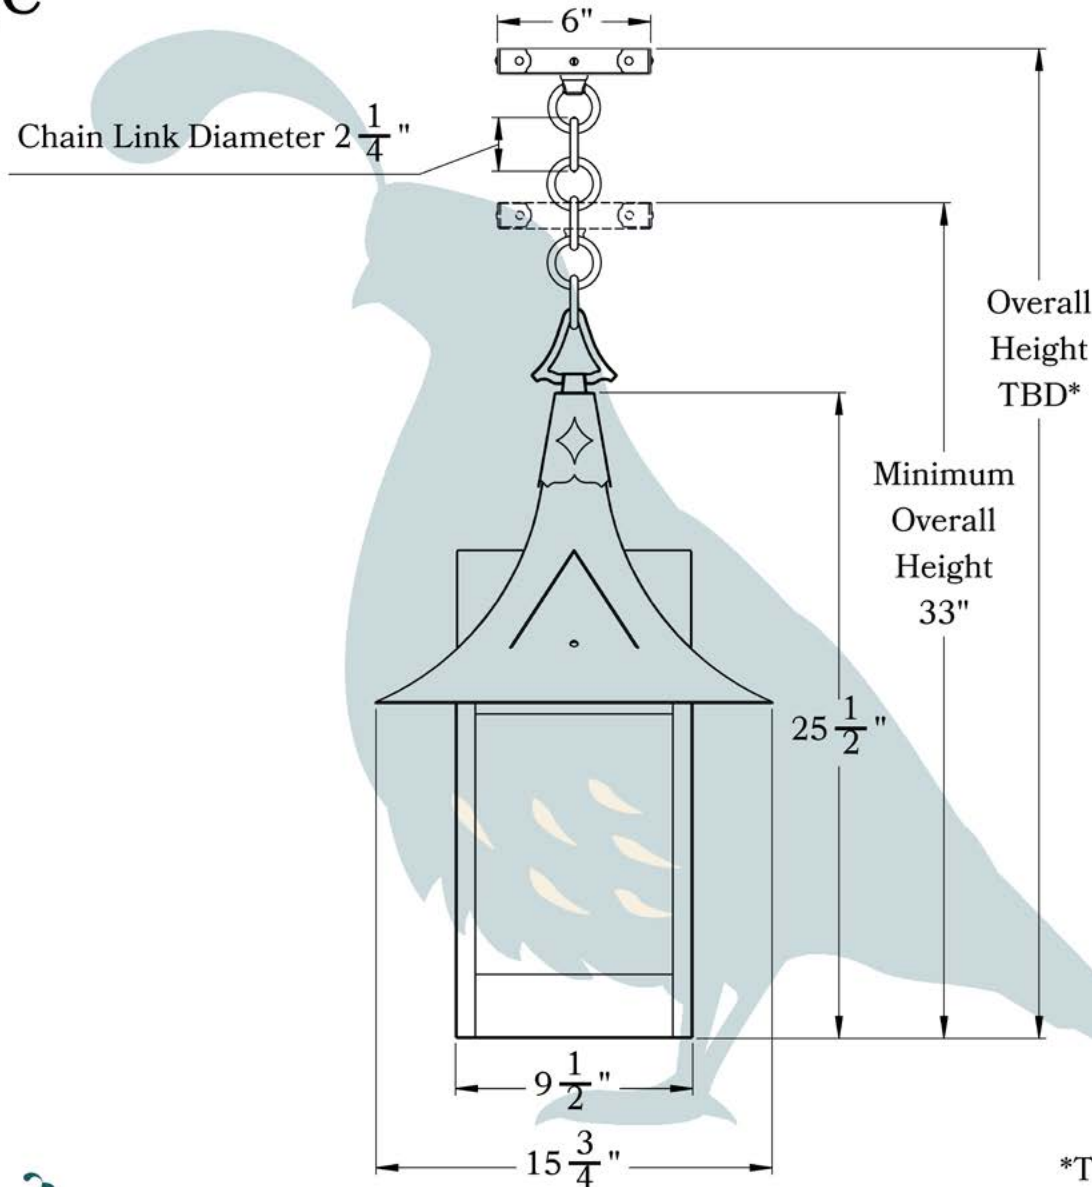 6"
Chain Link Diameter 2 1/4 "
Overall
Height
TBD*
Minimum
Overall
Height
33"
25 1/2 "
9 1/2 "
15 3/4 "
*T